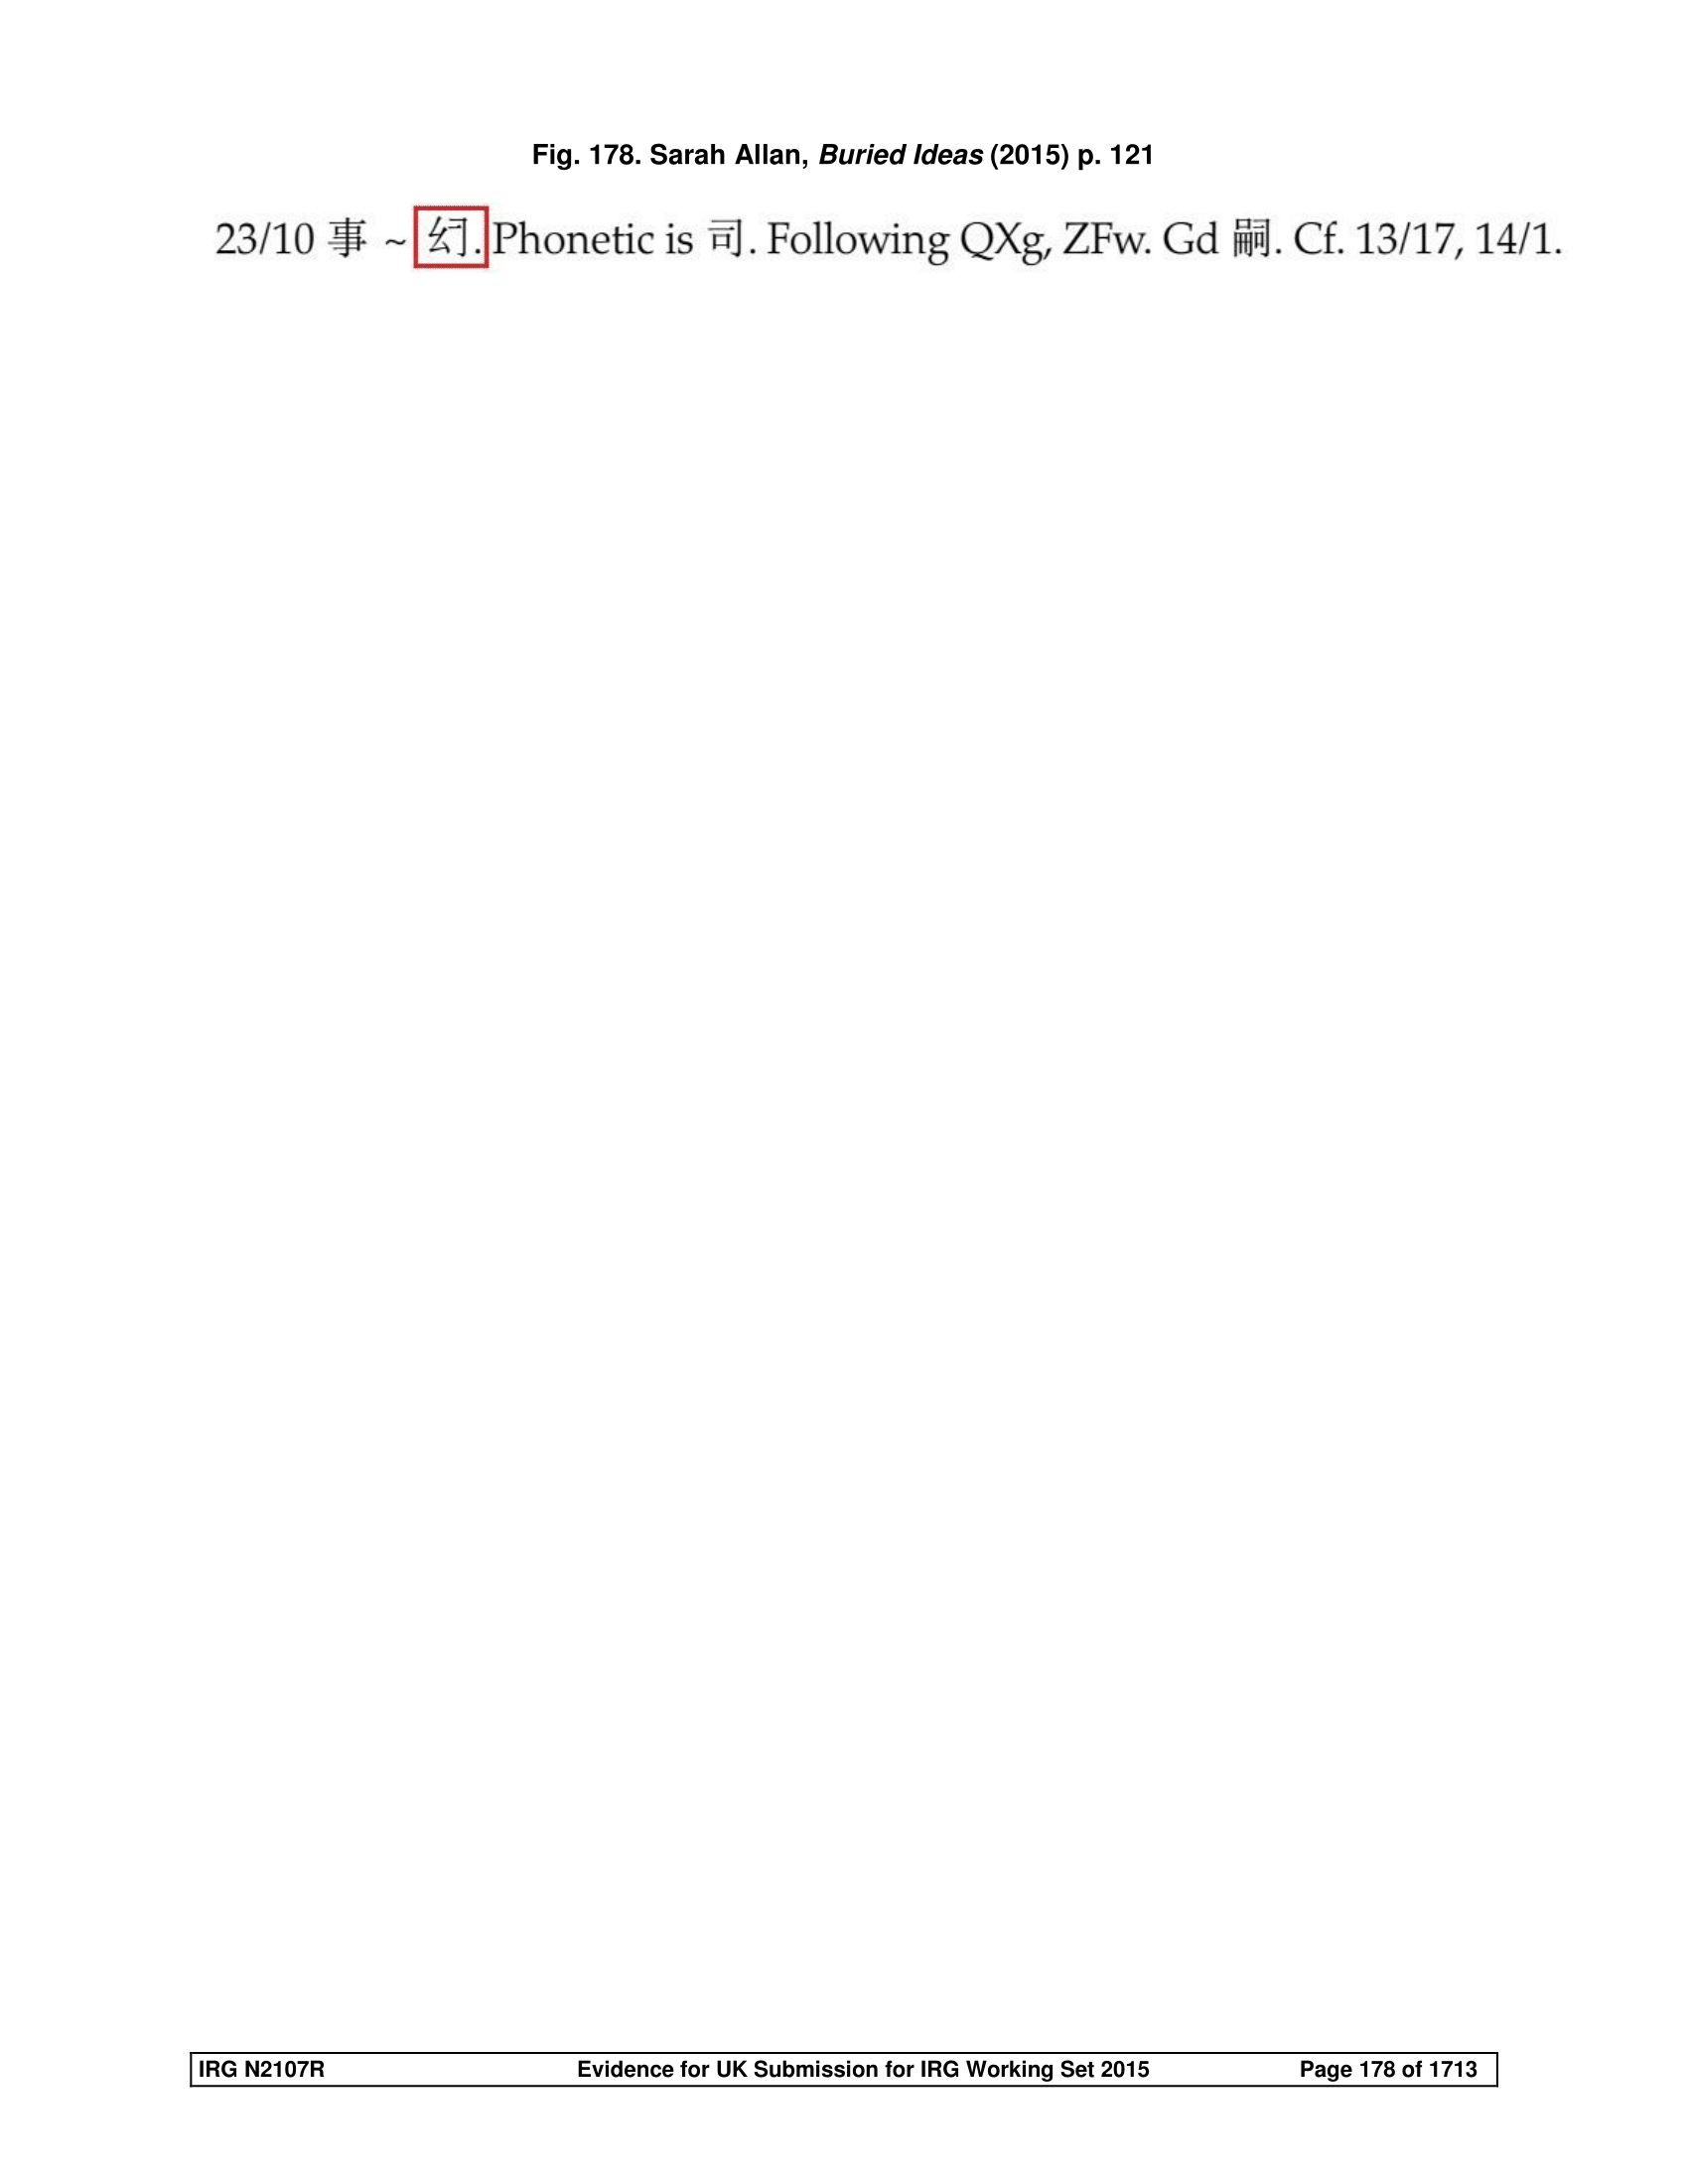 Fig. 178. Sarah Allan, Buried Ideas (2015) p. 121
23/10 事 ~ . Phonetic is 司. Following QXg, ZFw. Gd 嗣. Cf. 13/17, 14/1.
IRG N2107R Evidence for UK Submission for IRG Working Set 2015 Page 178 of 1713